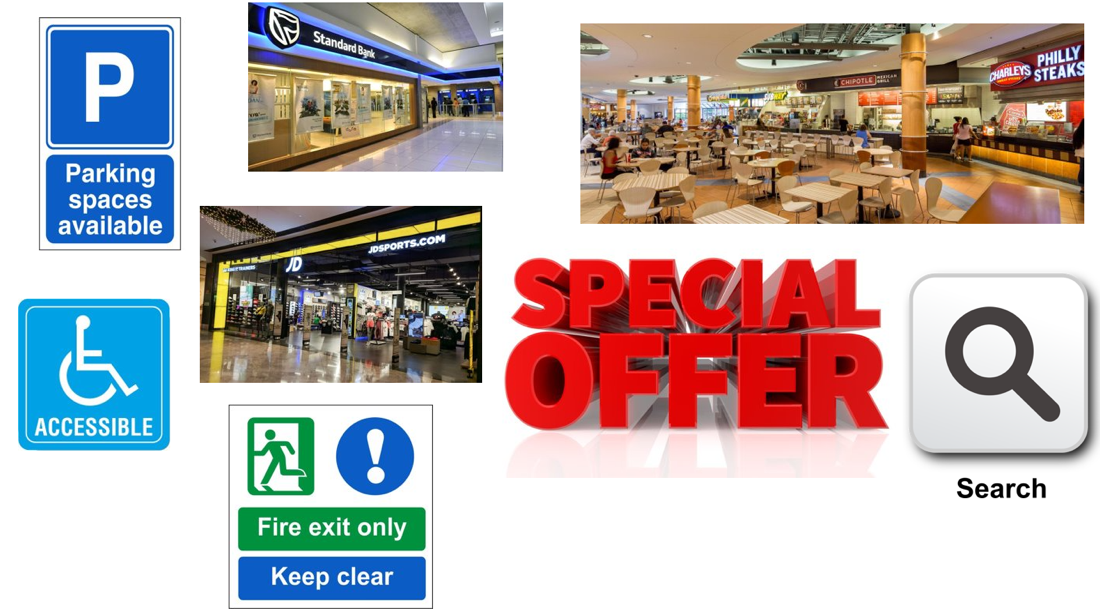 P
Parking
spaces
available
Standard Bank
CHIPOTLE
MEXICAN
GRILL
CHARLEYS
PHILLY
STEAKS
SUBWAY
JD
JDSPORTS.COM
SPECIAL
OFFER
ACCESSIBLE
Search
Fire exit only
Keep clear